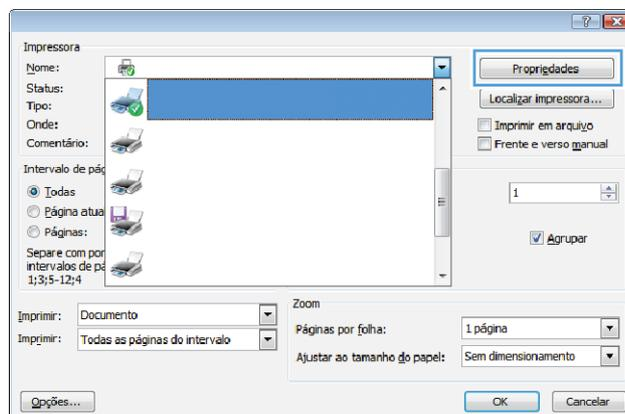 Impressora
Nome:
Propriedades
Status:
Tipo:
Localizar impressora...
Onde:
Imprimir em arquivo
Comentário:
Frente e verso manual
Intervalo de pág
Todas
1
Página atua
Páginas:
Agrupar
Separe com por
intervalos de pá
1;3;5-12;4
Imprimir: Documento
Imprimir: Todas as páginas do intervalo
Zoom
Páginas por folha: 1 página
Ajustar ao tamanho do papel: Sem dimensionamento
Opções...
OK
Cancelar